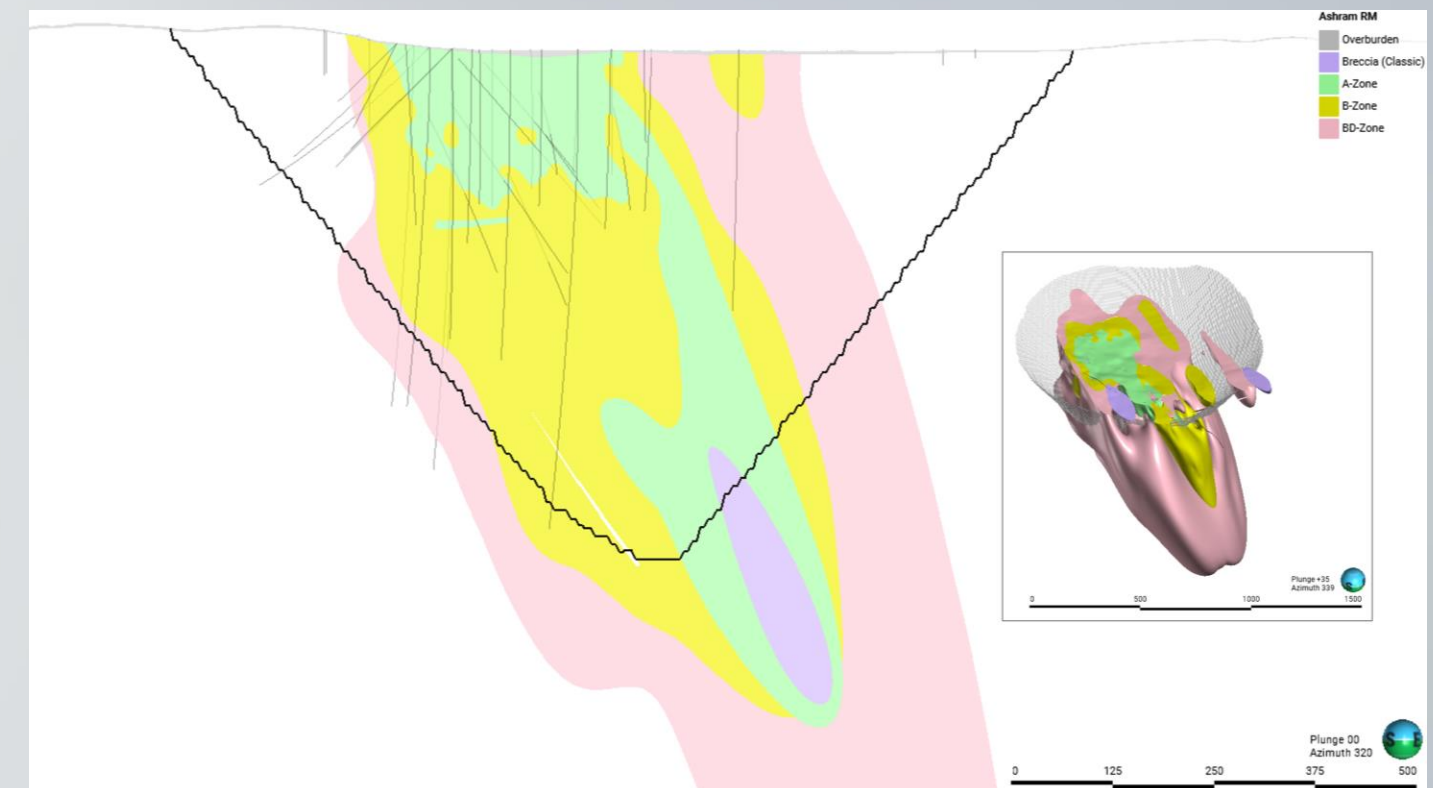 Ashram RM
Overburden
Breccia (Classic)
A-Zone
B-Zone
BD-Zone
Plunge +35
Azimuth 339
0 500 1000 1500
Plunge 00
Azimuth 320
S E
0 125 250 375 500